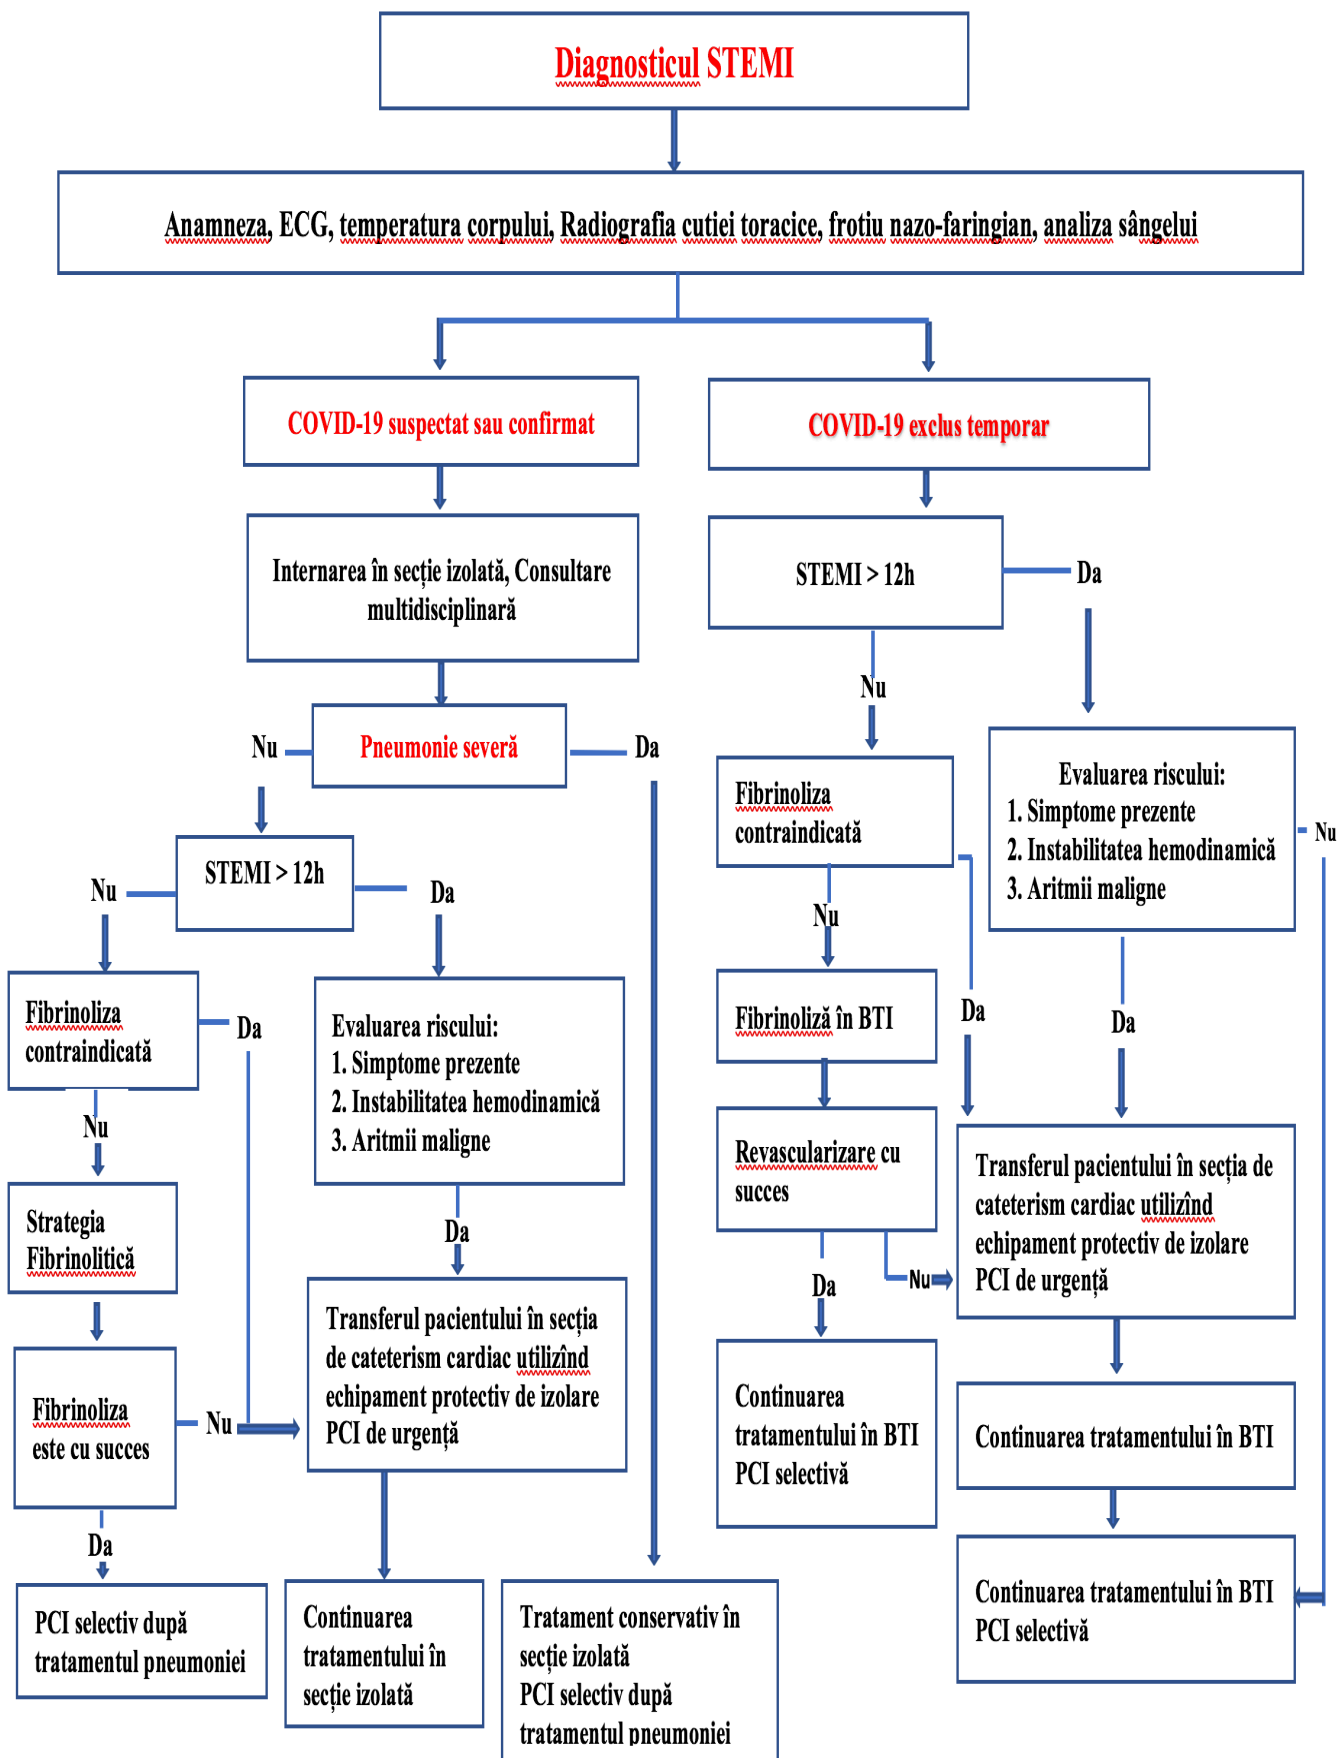 Diagnosticul STEMI
Anamneza, ECG, temperatura corpului, Radiografia cutiei toracice, frotiu nazo-faringian, analiza sângelui
COVID-19 suspectat sau confirmat
COVID-19 exclus temporar
Internarea în secție izolată, Consultare
multidisciplinară
STEMI > 12h
Da
Nu
Nu
Pneumonie severă
Da
Fibrinoliza
contraindicată
Evaluarea riscului:
1. Simptome prezente
2. Instabilitatea hemodinamică
3. Aritmii maligne
Nu
STEMI > 12h
Nu
Da
Nu
Fibrinoliza
contraindicată
Da
Evaluarea riscului:
1. Simptome prezente
2. Instabilitatea hemodinamică
3. Aritmii maligne
Fibrinoliză în BTI
Da
Da
Nu
Strategia
Fibrinolitică
Da
Revascularizare cu
succes
Transferul pacientului în secția de
cateterism cardiac utilizînd
echipament protectiv de izolare
PCI de urgență
Da
Nu
Fibrinoliza
este cu succes
Nu
Transferul pacientului în secția
de cateterism cardiac utilizînd
echipament protectiv de izolare
PCI de urgență
Continuarea
tratamentului în BTI
PCI selectivă
Continuarea tratamentului în BTI
Da
PCI selectiv după
tratamentul pneumoniei
Continuarea
tratamentului în
secție izolată
Tratament conservativ în
secție izolată
PCI selectiv după
tratamentul pneumoniei
Continuarea tratamentului în BTI
PCI selectivă